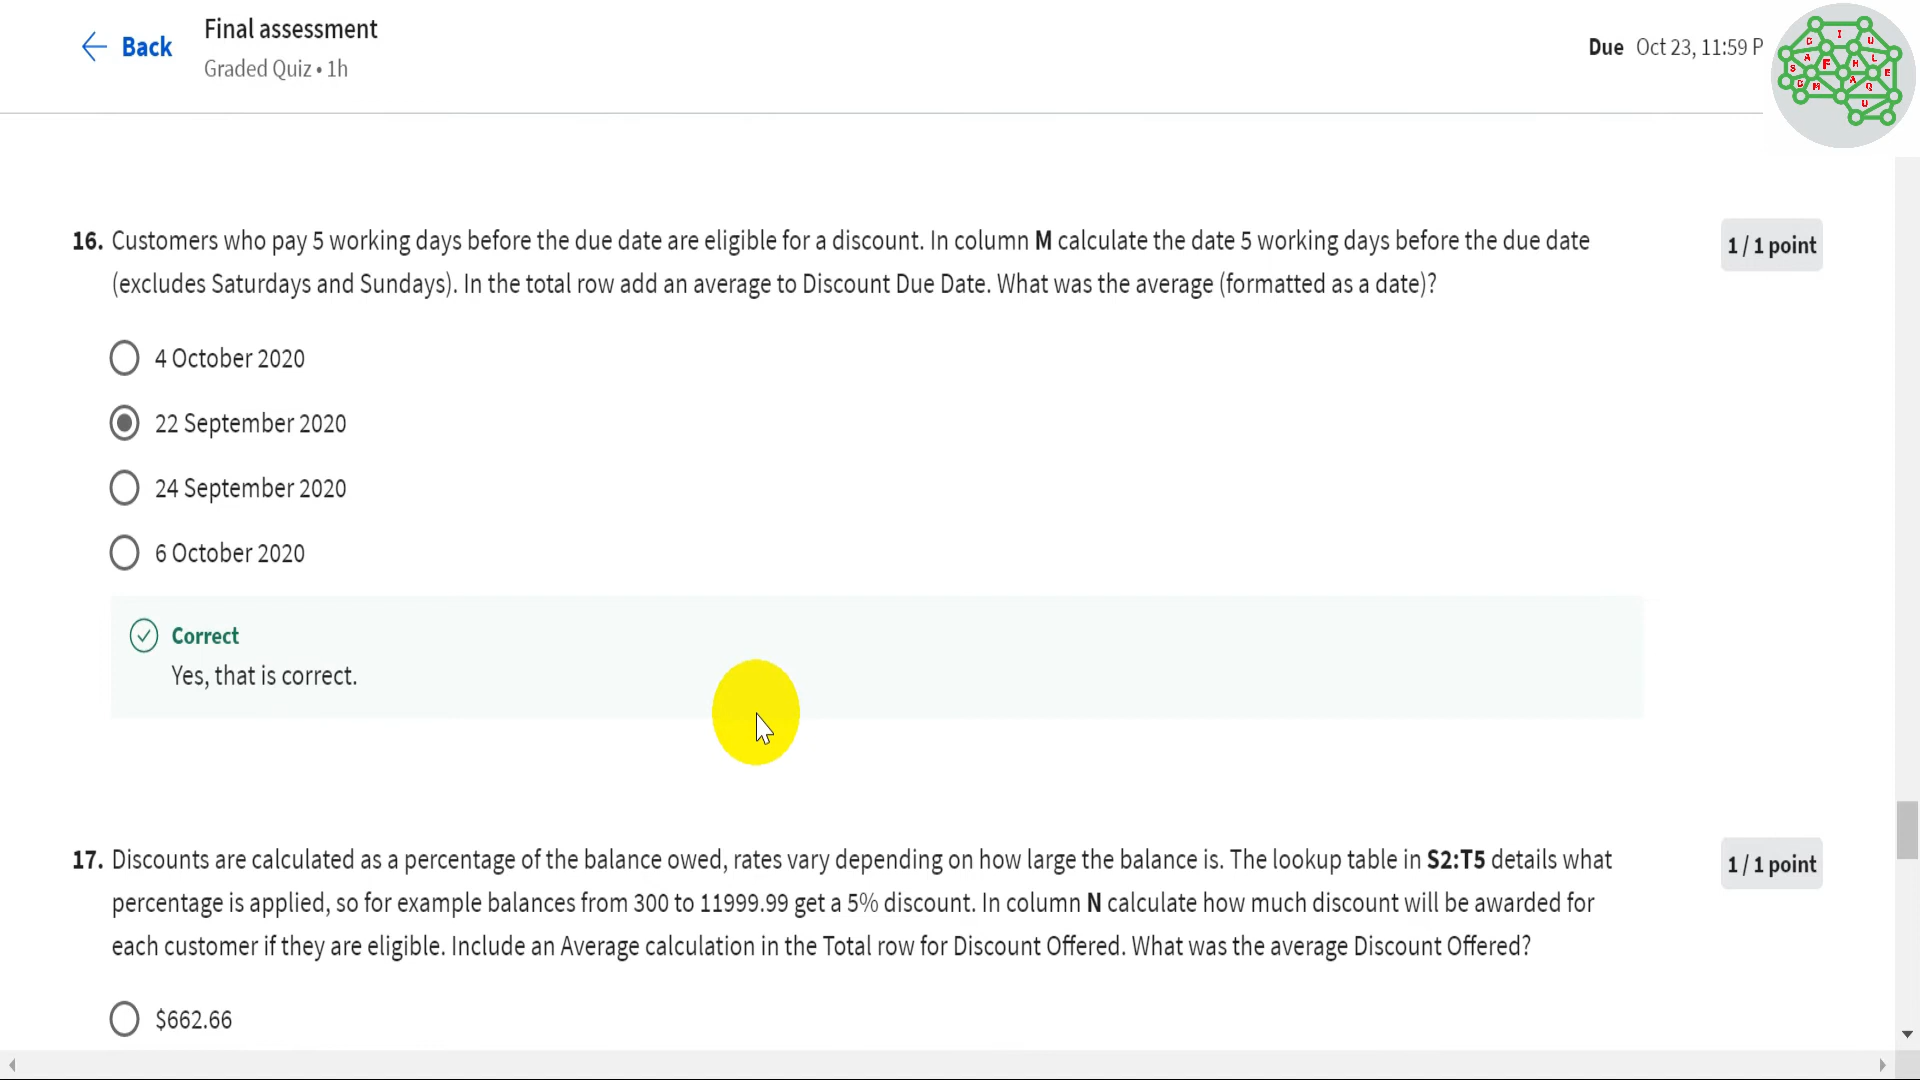 Back
Final assessment
Graded Quiz • 1h
Due Oct 23, 11:59 P
16. Customers who pay 5 working days before the due date are eligible for a discount. In column M calculate the date 5 working days before the due date
(excludes Saturdays and Sundays). In the total row add an average to Discount Due Date. What was the average (formatted as a date)?
1 / 1 point
4 October 2020
22 September 2020
24 September 2020
6 October 2020
Correct
Yes, that is correct.
17. Discounts are calculated as a percentage of the balance owed, rates vary depending on how large the balance is. The lookup table in S2:T5 details what
percentage is applied, so for example balances from 300 to 11999.99 get a 5% discount. In column N calculate how much discount will be awarded for
each customer if they are eligible. Include an Average calculation in the Total row for Discount Offered. What was the average Discount Offered?
1 / 1 point
$662.66